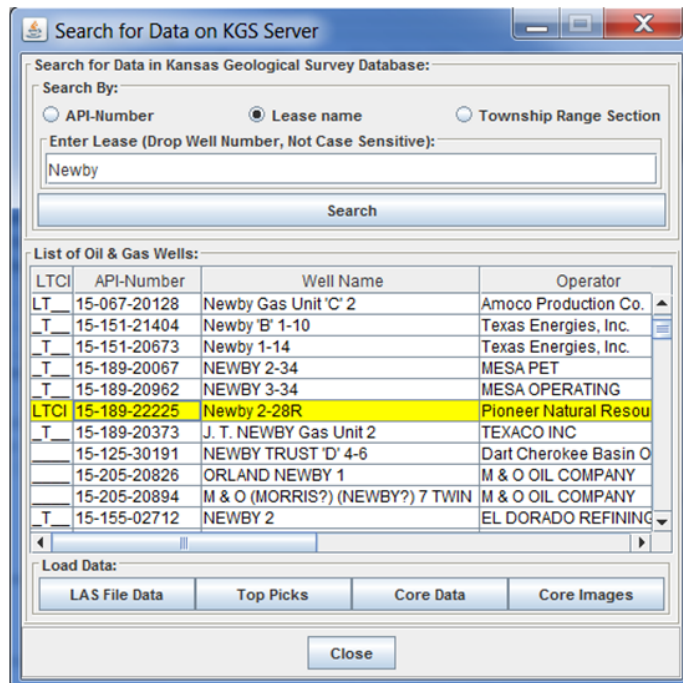 Search for Data on KGS Server
Search for Data in Kansas Geological Survey Database:
Search By:
API-Number Lease name Township Range Section
Enter Lease (Drop Well Number, Not Case Sensitive):
Newby
Search
List of Oil & Gas Wells:
LTCI API-Number Well Name Operator
LT__ 15-067-20128 Newby Gas Unit 'C' 2 Amoco Production Co.
_T__ 15-151-21404 Newby 'B' 1-10 Texas Energies, Inc.
_T__ 15-151-20673 Newby 1-14 Texas Energies, Inc.
_T__ 15-189-20067 NEWBY 2-34 MESA PET
_T__ 15-189-20962 NEWBY 3-34 MESA OPERATING
LTCI 15-189-22225 Newby 2-28R Pioneer Natural Resou
_T__ 15-189-20373 J. T. NEWBY Gas Unit 2 TEXACO INC
____ 15-125-30191 NEWBY TRUST 'D' 4-6 Dart Cherokee Basin O
____ 15-205-20826 ORLAND NEWBY 1 M & O OIL COMPANY
____ 15-205-20894 M & O (MORRIS?) (NEWBY?) 7 TWIN M & O OIL COMPANY
_T__ 15-155-02712 NEWBY 2 EL DORADO REFINING
Load Data:
LAS File Data Top Picks Core Data Core Images
Close